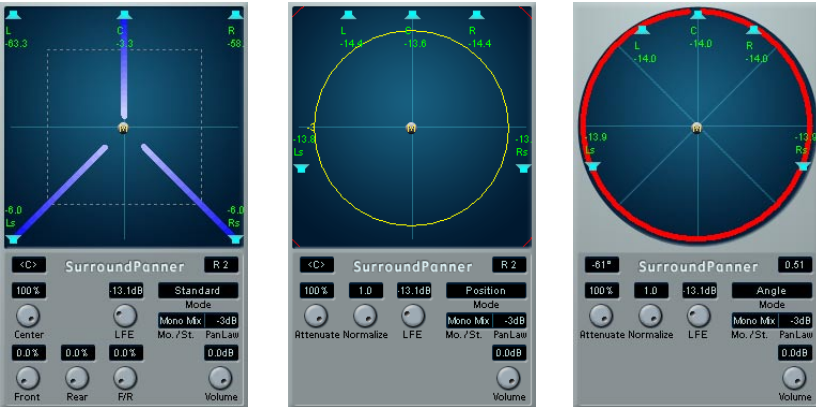 L C R
-63.3 -3.3 -58.
M
-6.0 -6.0
Ls Rs
<C> SurroundPanner R 2
100% -13.1dB Standard
Mode
Center LFE Mono Mix -3dB
Mo./St. PanLaw
0.0% 0.0% 0.0% 0.0dB
Front Rear F/R Volume
L C R
-14.4 -13.6 -14.4
M
-13.8 -13.
Ls Rs
<C> SurroundPanner R 2
100% 1.0 -13.1dB Position
Mode
Attenuate Normalize LFE Mono Mix -3dB
Mo./St. PanLaw
0.0dB
Volume
C
L -14.0 R
-14.0 -14.0
M
-13.9 -13.9
Ls Rs
-61° SurroundPanner 0.51
100% 1.0 -13.1dB Angle
Mode
Attenuate Normalize LFE Mono Mix -3dB
Mo./St. PanLaw
0.0dB
Volume